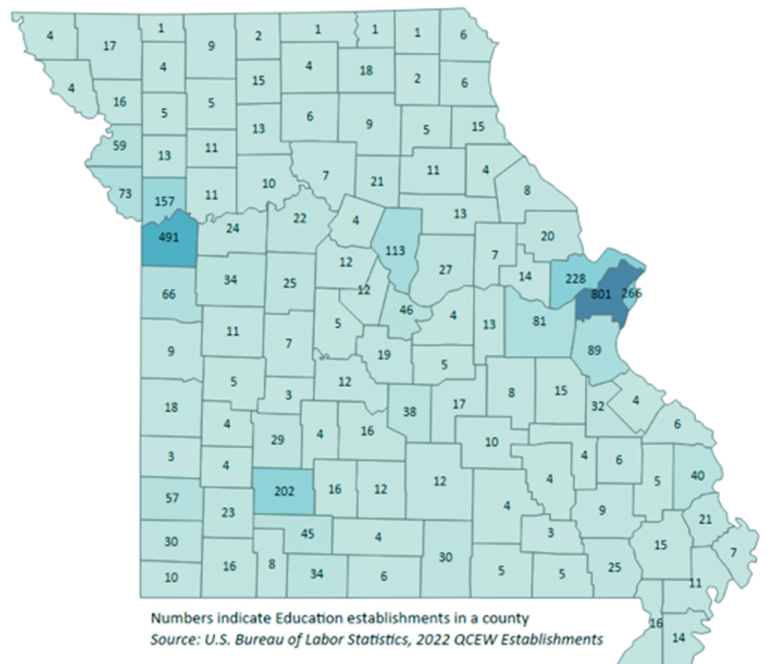 4 17 1 9 2 1 1 1 6
4 16 4 5 15 4 18 2 6
59 13 5 11 13 6 9 5 15
73 157 11 10 7 21 11 4 8
491 24 22 4 113 13 20
66 34 25 12 12 46 27 7 14 228 801 266
9 11 7 5 19 4 13 81 89
18 5 3 12 5 8 15 32 4 6
3 4 29 4 16 38 17 10 4 6 5 40
57 4 202 16 12 12 4 4 9 21
30 23 45 4 30 3 15 7
10 16 8 34 6 5 5 25 11
16 14
Numbers indicate Education establishments in a county
Source: U.S. Bureau of Labor Statistics, 2022 QCEW Establishments